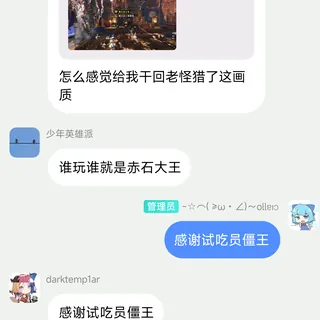 怎么感觉给我干回老怪猎了这画
质
少年英雄派
谁玩谁就是赤石大王
管理员
感谢试吃员僵王
darktemp1ar
感谢试吃员僵王